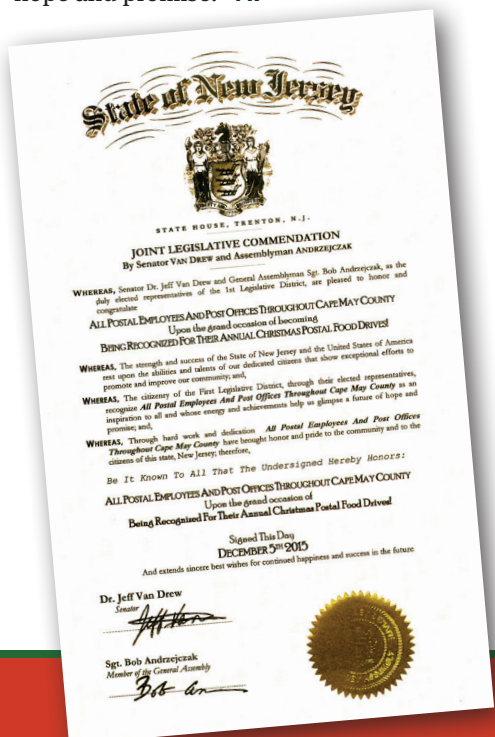 hope and promise."
State of New Jersey
STATE HOUSE, TRENTON, N.J.
JOINT LEGISLATIVE COMMENDATION
By Senator VAN DREW and Assemblyman ANDRZEJCZAK
WHEREAS, Senator Dr. Jeff Van Drew and General Assemblyman Sgt. Bob Andrzejczak, as the
duly elected representatives of the 1st Legislative District, are pleased to honor and
congratulate
ALL POSTAL EMPLOYEES AND POST OFFICES THROUGHOUT CAPE MAY COUNTY
Upon the grand occasion of becoming
BEING RECOGNIZED FOR THEIR ANNUAL CHRISTMAS POSTAL FOOD DRIVES!
WHEREAS, The strength and success of the State of New Jersey and the United States of America
rest upon the abilities and talents of our dedicated citizens that show exceptional efforts to
promote and improve our community; and,
WHEREAS, The citizenry of the First Legislative District, through their elected representatives,
recognize All Postal Employees And Post Offices Throughout Cape May County as an
inspiration to all and whose energy and achievements help us glimpse a future of hope and
promise; and,
WHEREAS, Through hard work and dedication All Postal Employees And Post Offices
Throughout Cape May County have brought honor and pride to the community and to the
citizens of this state, New Jersey; therefore,
Be It Known To All That The Undersigned Hereby Honors:
ALL POSTAL EMPLOYEES AND POST OFFICES THROUGHOUT CAPE MAY COUNTY
Upon the grand occasion of
Being Recognized For Their Annual Christmas Postal Food Drives!
Signed This Day
DECEMBER 5TH 2015
And extends sincere best wishes for continued happiness and success in the future
Dr. Jeff Van Drew
Senator
Jeff Van
Sgt. Bob Andrzejczak
Member of the General Assembly
Bob An